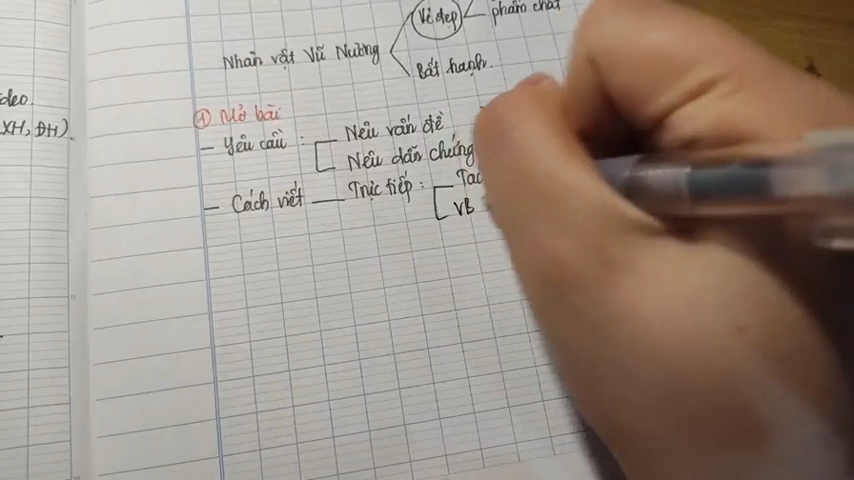 Vẻ đẹp phẩm chất
Nhân vật Vũ Nương
Bất hạnh.
deo.
XH, ĐH).
① Mở bài
- Yêu cầu : Nêu vấn đề
Nêu dẫn chứng
- Cách viết Trực tiếp :
VB